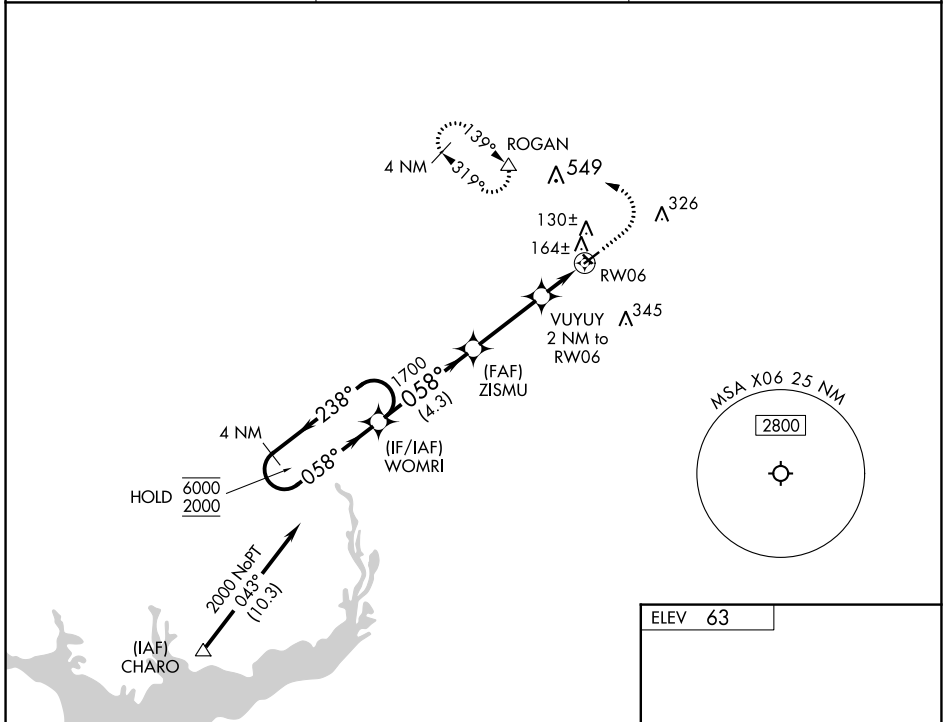 139°
ROGAN
4 NM
319°
549
326
130±
164±
RW06
345
VUYUY
2 NM to
RW06
(FAF)
ZISMU
1700
058°
(4.3)
238°
4 NM
058°
(IF/IAF)
WOMRI
HOLD
6000
2000
MSA X06 25 NM
2800
2000 NoPT
043°
(10.3)
(IAF)
CHARO
ELEV 63